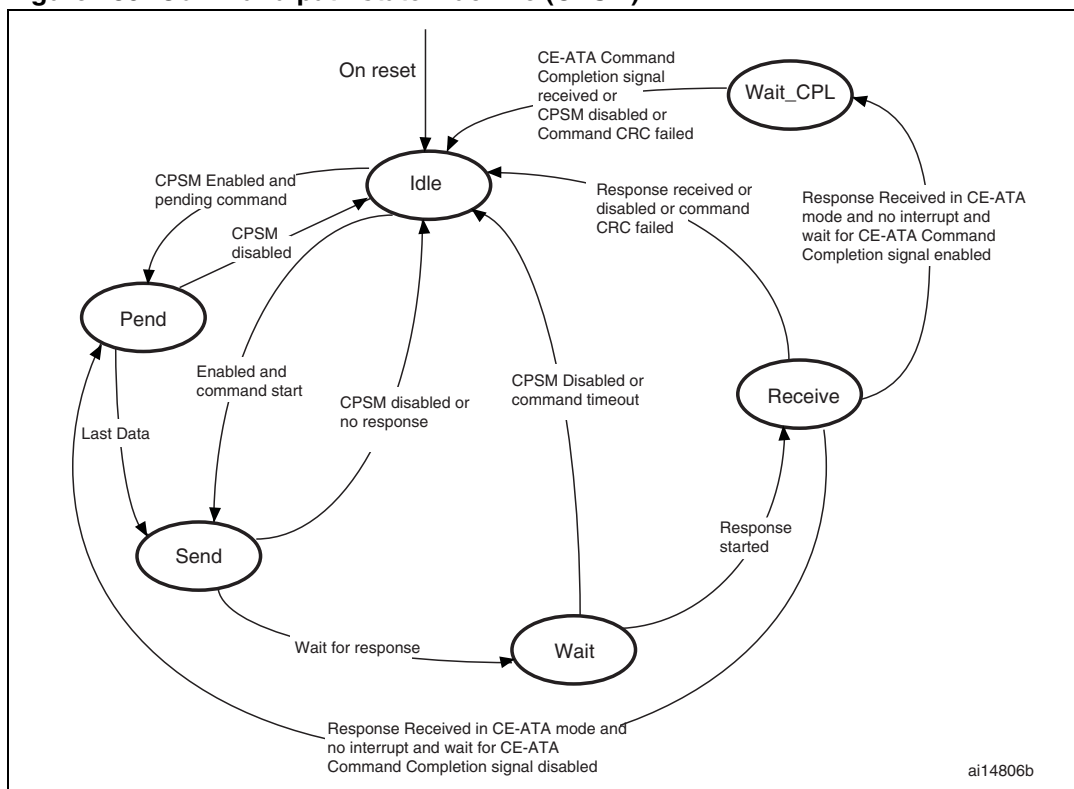 On reset
CE-ATA Command
Completion signal
received or
CPSM disabled or
Command CRC failed
Wait_CPL
Idle
CPSM Enabled and
pending command
CPSM
disabled
Response received or
disabled or command
CRC failed
Response Received in CE-ATA
mode and no interrupt and
wait for CE-ATA Command
Completion signal enabled
Pend
Enabled and
command start
CPSM disabled or
no response
CPSM Disabled or
command timeout
Receive
Last Data
Send
Response
started
Wait for response
Wait
Response Received in CE-ATA mode and
no interrupt and wait for CE-ATA
Command Completion signal disabled
ai14806b